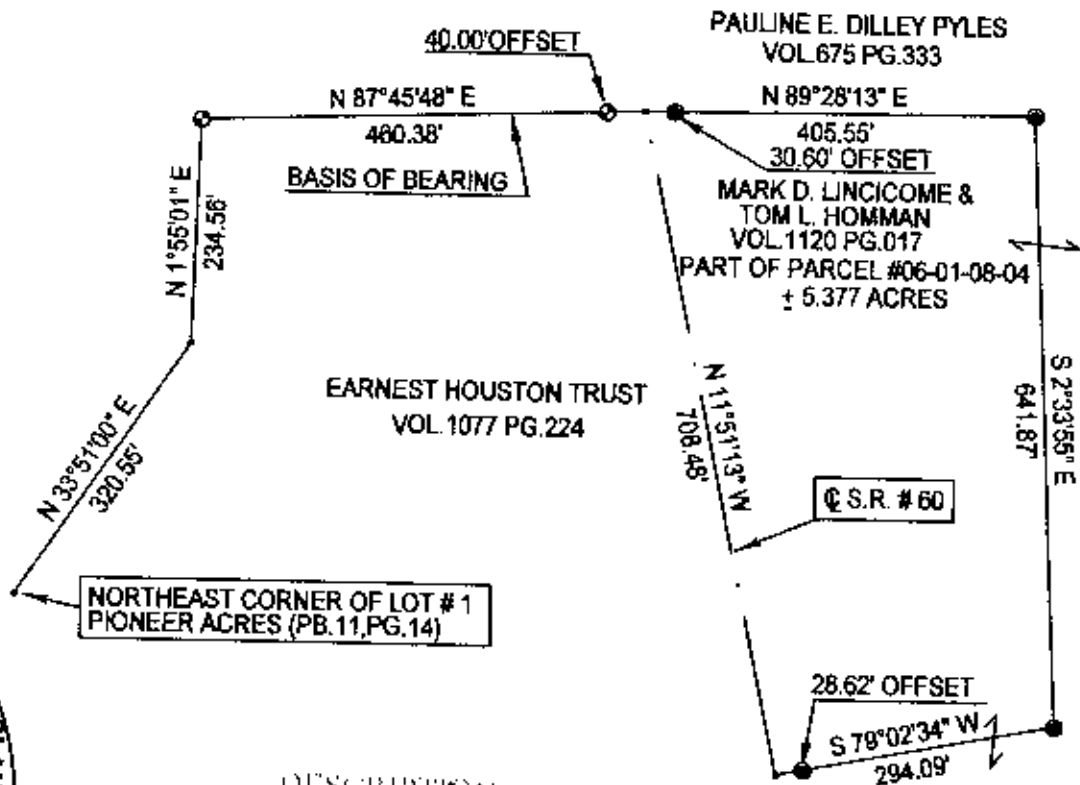 PAULINE E. DILLEY PYLES
VOL.675 PG.333
40.00'OFFSET
N 87°45'48" E
460.38'
BASIS OF BEARING
N 89°28'13" E
405.55'
30.60' OFFSET
MARK D. LINCICOME &
TOM L. HOMMAN
VOL.1120 PG.017
PART OF PARCEL #06-01-08-04
± 5.377 ACRES
N 1°55'01" E
234.56'
EARNEST HOUSTON TRUST
VOL.1077 PG.224
N 11°51'13" W
708.48'
S 2°33'55" E
641.87'
N 33°51'00" E
320.55'
℄ S.R. # 60
NORTHEAST CORNER OF LOT # 1
PIONEER ACRES (PB.11,PG.14)
28.62' OFFSET
S 79°02'34" W
294.09'